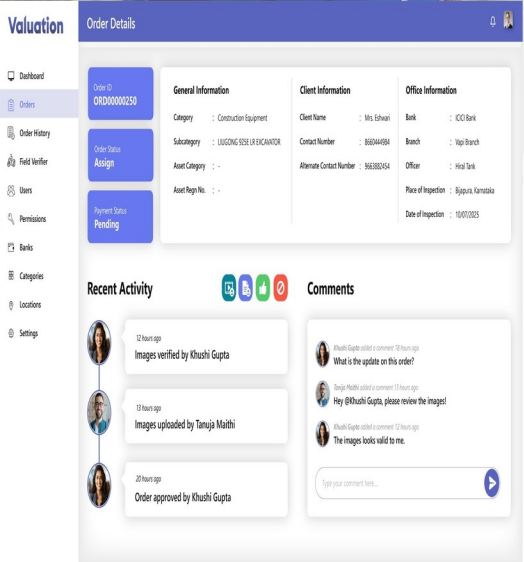 Valuation
Order Details
Dashboard
Orders
Order History
Field Verifier
Users
Permissions
Banks
Categories
Locations
Settings
Order ID
ORD00000250
Order Status
Assign
Payment Status
Pending
General Information
Category : Construction Equipment
Subcategory : LIUGONG 925E LR EXCAVATOR
Asset Category : -
Asset Regn No. : -
Client Information
Client Name : Mrs. Eshwari
Contact Number : 8660444984
Alternate Contact Number : 9663882454
Office Information
Bank : ICICI Bank
Branch : Vapi Branch
Officer : Hiral Tank
Place of Inspection : Bijapura, Karnataka
Date of Inspection : 10/07/2025
Recent Activity
12 hours ago
Images verified by Khushi Gupta
13 hours ago
Images uploaded by Tanuja Maithi
20 hours ago
Order approved by Khushi Gupta
Comments
Khushi Gupta added a comment 18 hours ago
What is the update on this order?
Tanija Maithi added a comment 13 hours ago
Hey @Khushi Gupta, please review the images!
Khushi Gupta added a comment 12 hours ago
The images looks valid to me.
Type your comment here...